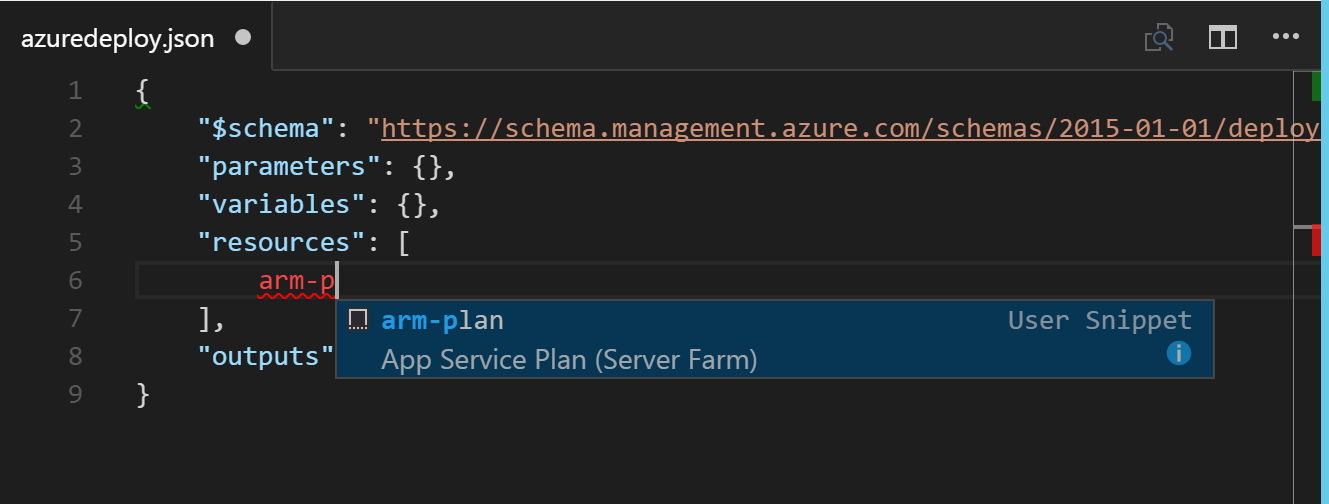 azuredeploy.json
1 {
2 "$schema": "https://schema.management.azure.com/schemas/2015-01-01/deploy
3 "parameters": {},
4 "variables": {},
5 "resources": [
6 arm-p
arm-plan User Snippet
7 ],
App Service Plan (Server Farm)
8 "outputs"
9 }